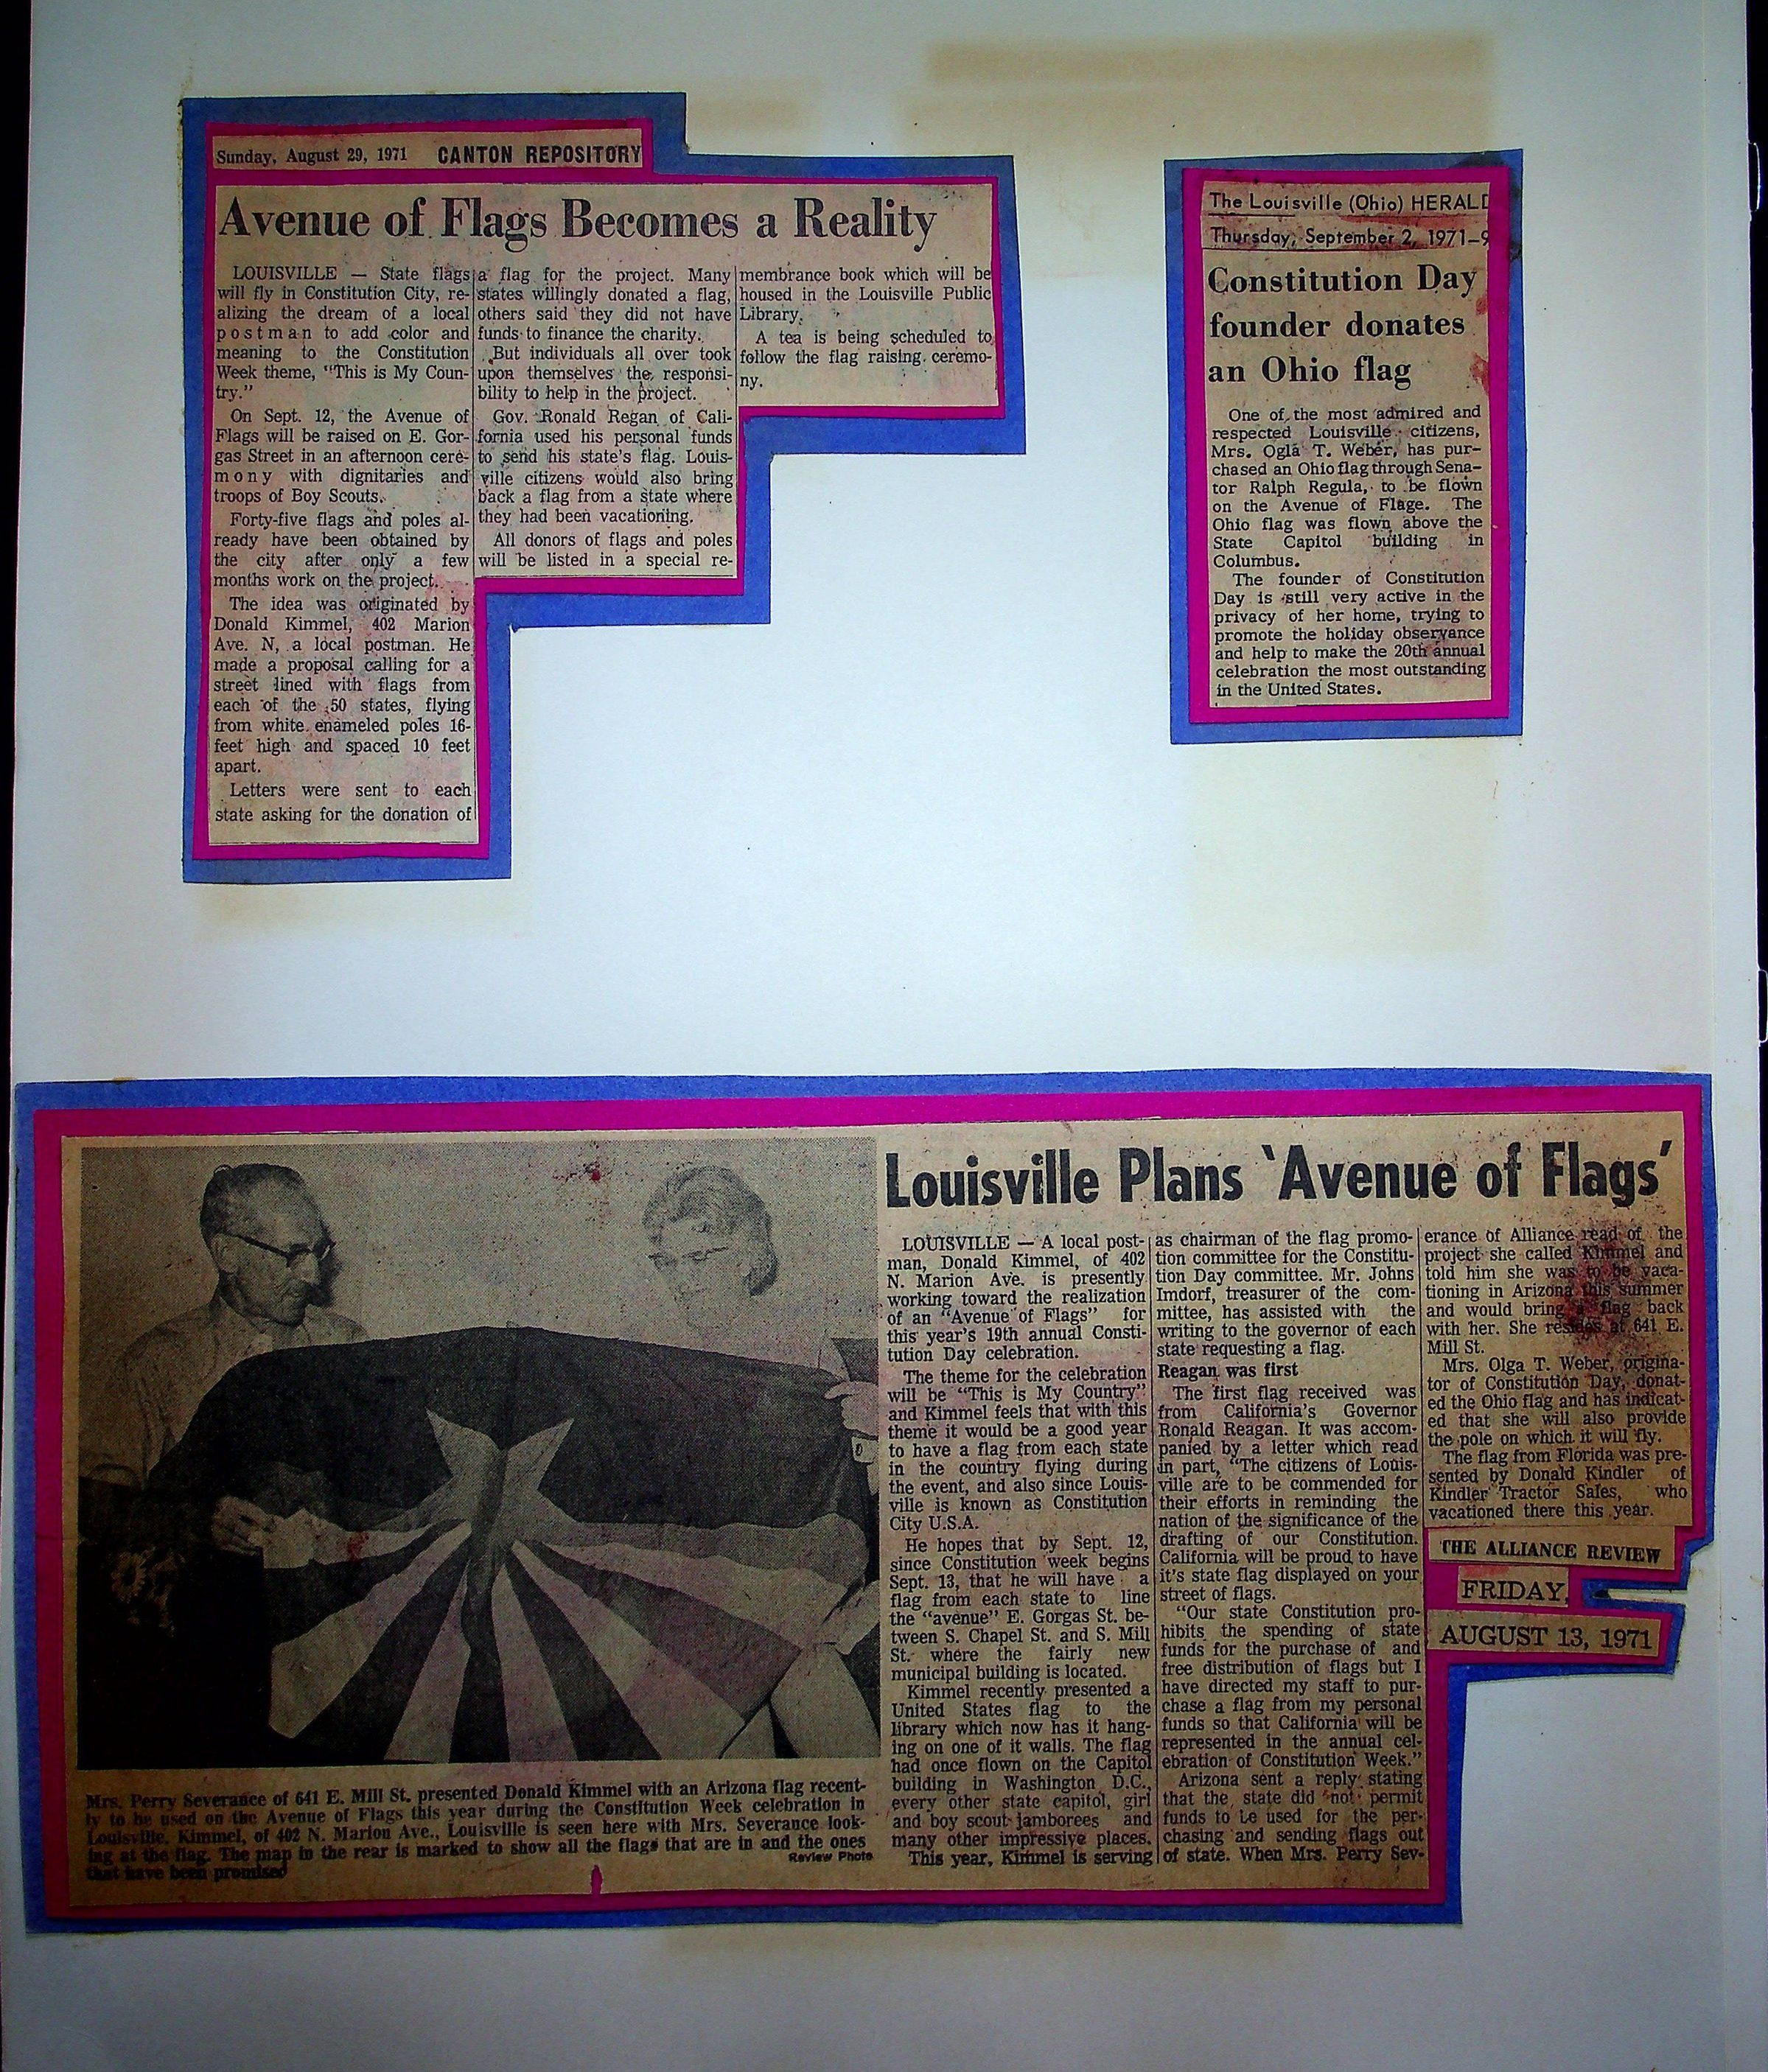 Sunday, August 29, 1971 CANTON REPOSITORY
Avenue of Flags Becomes a Reality
LOUISVILLE — State flags
will fly in Constitution City, re-
alizing the dream of a local
postman to add color and
meaning to the Constitution
Week theme, "This is My Coun-
try."
On Sept. 12, the Avenue of
Flags will be raised on E. Gor-
gas Street in an afternoon cere-
mony with dignitaries and
troops of Boy Scouts.
Forty-five flags and poles al-
ready have been obtained by
the city after only a few
months work on the project.
The idea was originated by
Donald Kimmel, 402 Marion
Ave. N, a local postman. He
made a proposal calling for a
street lined with flags from
each of the 50 states, flying
from white enameled poles 16-
feet high and spaced 10 feet
apart.
Letters were sent to each
state asking for the donation of
a flag for the project. Many
states willingly donated a flag,
others said they did not have
funds to finance the charity.
But individuals all over took
upon themselves the responsi-
bility to help in the project.
Gov. Ronald Regan of Cali-
fornia used his personal funds
to send his state's flag. Louis-
ville citizens would also bring
back a flag from a state where
they had been vacationing.
All donors of flags and poles
will be listed in a special re-
membrance book which will be
housed in the Louisville Public
Library.
A tea is being scheduled to
follow the flag raising ceremo-
ny.
The Louisville (Ohio) HERALD
Thursday, September 2, 1971–9
Constitution Day
founder donates
an Ohio flag
One of the most admired and
respected Louisville citizens,
Mrs. Ogla T. Weber, has pur-
chased an Ohio flag through Sena-
tor Ralph Regula, to be flown
on the Avenue of Flage. The
Ohio flag was flown above the
State Capitol building in
Columbus.
The founder of Constitution
Day is still very active in the
privacy of her home, trying to
promote the holiday observance
and help to make the 20th annual
celebration the most outstanding
in the United States.
Louisville Plans 'Avenue of Flags'
LOUISVILLE — A local post-
man, Donald Kimmel, of 402
N. Marion Ave. is presently
working toward the realization
of an "Avenue of Flags" for
this year's 19th annual Consti-
tution Day celebration.
The theme for the celebration
will be "This is My Country"
and Kimmel feels that with this
theme it would be a good year
to have a flag from each state
in the country flying during
the event, and also since Louis-
ville is known as Constitution
City U.S.A.
He hopes that by Sept. 12,
since Constitution week begins
Sept. 13, that he will have a
flag from each state to line
the "avenue" E. Gorgas St. be-
tween S. Chapel St. and S. Mill
St. where the fairly new
municipal building is located.
Kimmel recently presented a
United States flag to the
library which now has it hang-
ing on one of it walls. The flag
had once flown on the Capitol
building in Washington D.C.,
every other state capitol, girl
and boy scout jamborees and
many other impressive places.
This year, Kimmel is serving
as chairman of the flag promo-
tion committee for the Constitu-
tion Day committee. Mr. Johns
Imdorf, treasurer of the com-
mittee, has assisted with the
writing to the governor of each
state requesting a flag.
Reagan was first
The first flag received was
from California's Governor
Ronald Reagan. It was accom-
panied by a letter which read
in part, "The citizens of Louis-
ville are to be commended for
their efforts in reminding the
nation of the significance of the
drafting of our Constitution.
California will be proud to have
it's state flag displayed on your
street of flags.
"Our state Constitution pro-
hibits the spending of state
funds for the purchase of and
free distribution of flags but I
have directed my staff to pur-
chase a flag from my personal
funds so that California will be
represented in the annual cel-
ebration of Constitution Week."
Arizona sent a reply stating
that the state did not permit
funds to be used for the per-
chasing and sending flags out
of state. When Mrs. Perry Sev-
erance of Alliance read of the
project she called Kimmel and
told him she was to be vaca-
tioning in Arizona this summer
and would bring a flag back
with her. She resides at 641 E.
Mill St.
Mrs. Olga T. Weber, origina-
tor of Constitution Day, donat-
ed the Ohio flag and has indicat-
ed that she will also provide
the pole on which it will fly.
The flag from Florida was pre-
sented by Donald Kindler of
Kindler Tractor Safes, who
vacationed there this year.
THE ALLIANCE REVIEW
FRIDAY,
AUGUST 13, 1971
Mrs. Perry Severance of 641 E. Mill St. presented Donald Kimmel with an Arizona flag recent-
ly to be used on the Avenue of Flags this year during the Constitution Week celebration in
Louisville. Kimmel, of 402 N. Marion Ave., Louisville is seen here with Mrs. Severance look-
ing at the flag. The map in the rear is marked to show all the flags that are in and the ones
that have been promised
Review Photo